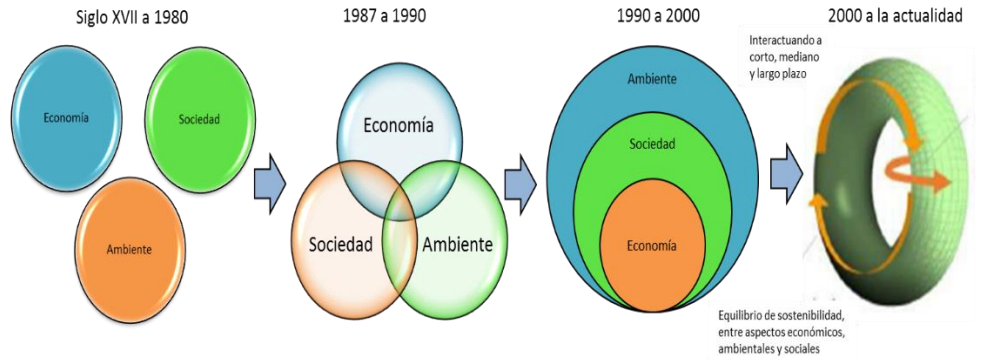 Siglo XVII a 1980
1987 a 1990
1990 a 2000
2000 a la actualidad
Economía
Sociedad
Ambiente
Economía
Sociedad
Ambiente
Ambiente
Sociedad
Economía
Interactuando a
corto, mediano
y largo plazo
Equilibrio de sostenibilidad,
entre aspectos económicos,
ambientales y sociales